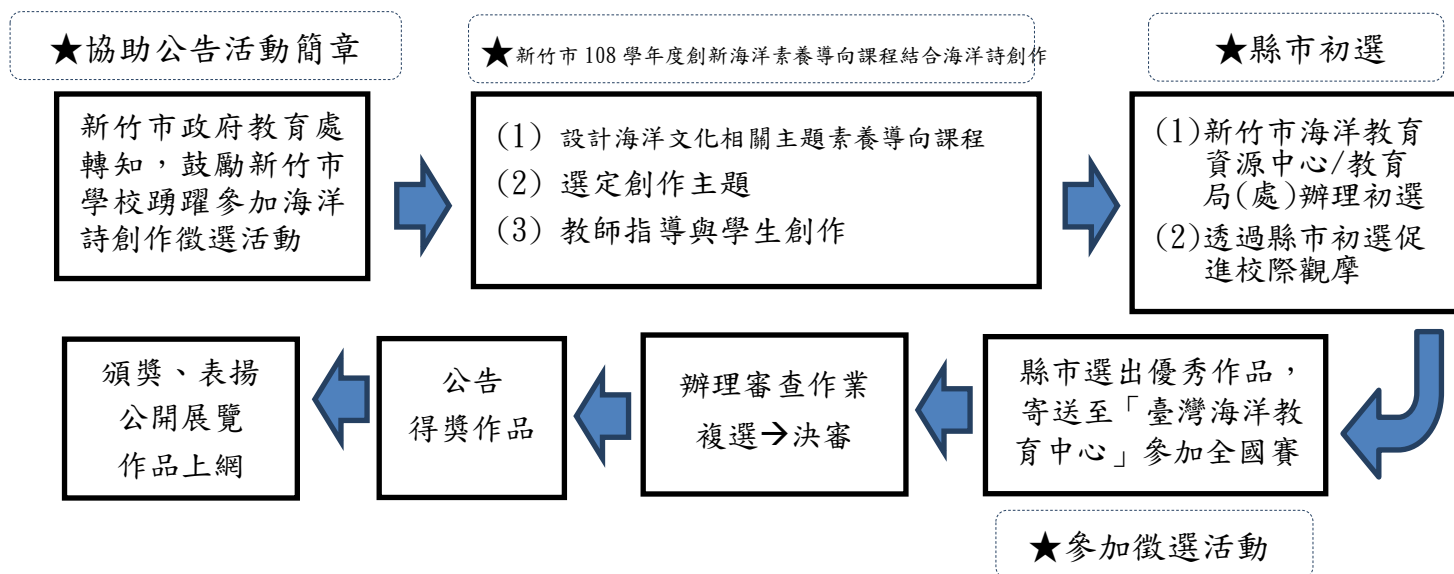 ★協助公告活動簡章
新竹市政府教育處
轉知，鼓勵新竹市
學校踴躍參加海洋
詩創作徵選活動
★新竹市 108 學年度創新海洋素養導向課程結合海洋詩創作
(1) 設計海洋文化相關主題素養導向課程
(2) 選定創作主題
(3) 教師指導與學生創作
★縣市初選
(1)新竹市海洋教育
資源中心/教育
局(處)辦理初選
(2)透過縣市初選促
進校際觀摩
縣市選出優秀作品，
寄送至「臺灣海洋教
育中心」參加全國賽
★參加徵選活動
辦理審查作業
複選→決審
公告
得獎作品
頒獎、表揚
公開展覽
作品上網